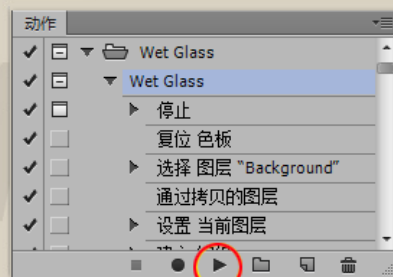 动作
Wet Glass
Wet Glass
停止
复位 色板
选择 图层 “Background”
通过拷贝的图层
设置 当前图层